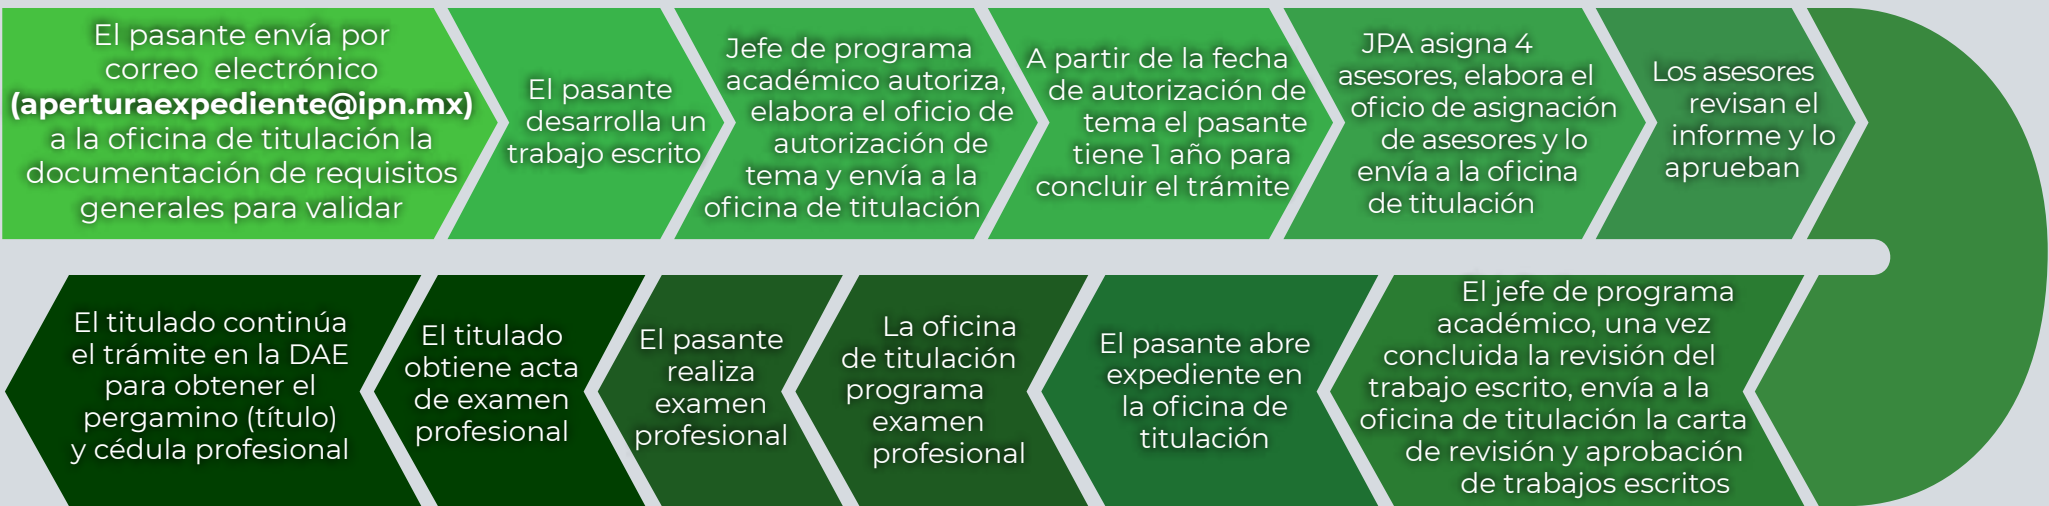 El pasante envía por
correo electrónico
(aperturaexpediente@ipn.mx)
a la oficina de titulación la
documentación de requisitos
generales para validar
El pasante
desarrolla un
trabajo escrito
Jefe de programa
académico autoriza,
elabora el oficio de
autorización de
tema y envía a la
oficina de titulación
A partir de la fecha
de autorización de
tema el pasante
tiene 1 año para
concluir el trámite
JPA asigna 4
asesores, elabora el
oficio de asignación
de asesores y lo
envía a la oficina
de titulación
Los asesores
revisan el
informe y lo
aprueban
El jefe de programa
académico, una vez
concluida la revisión del
trabajo escrito, envía a la
oficina de titulación la carta
de revisión y aprobación
de trabajos escritos
El pasante abre
expediente en
la oficina de
titulación
La oficina
de titulación
programa
examen
profesional
El pasante
realiza
examen
profesional
El titulado
obtiene acta
de examen
profesional
El titulado continúa
el trámite en la DAE
para obtener el
pergamino (título)
y cédula profesional